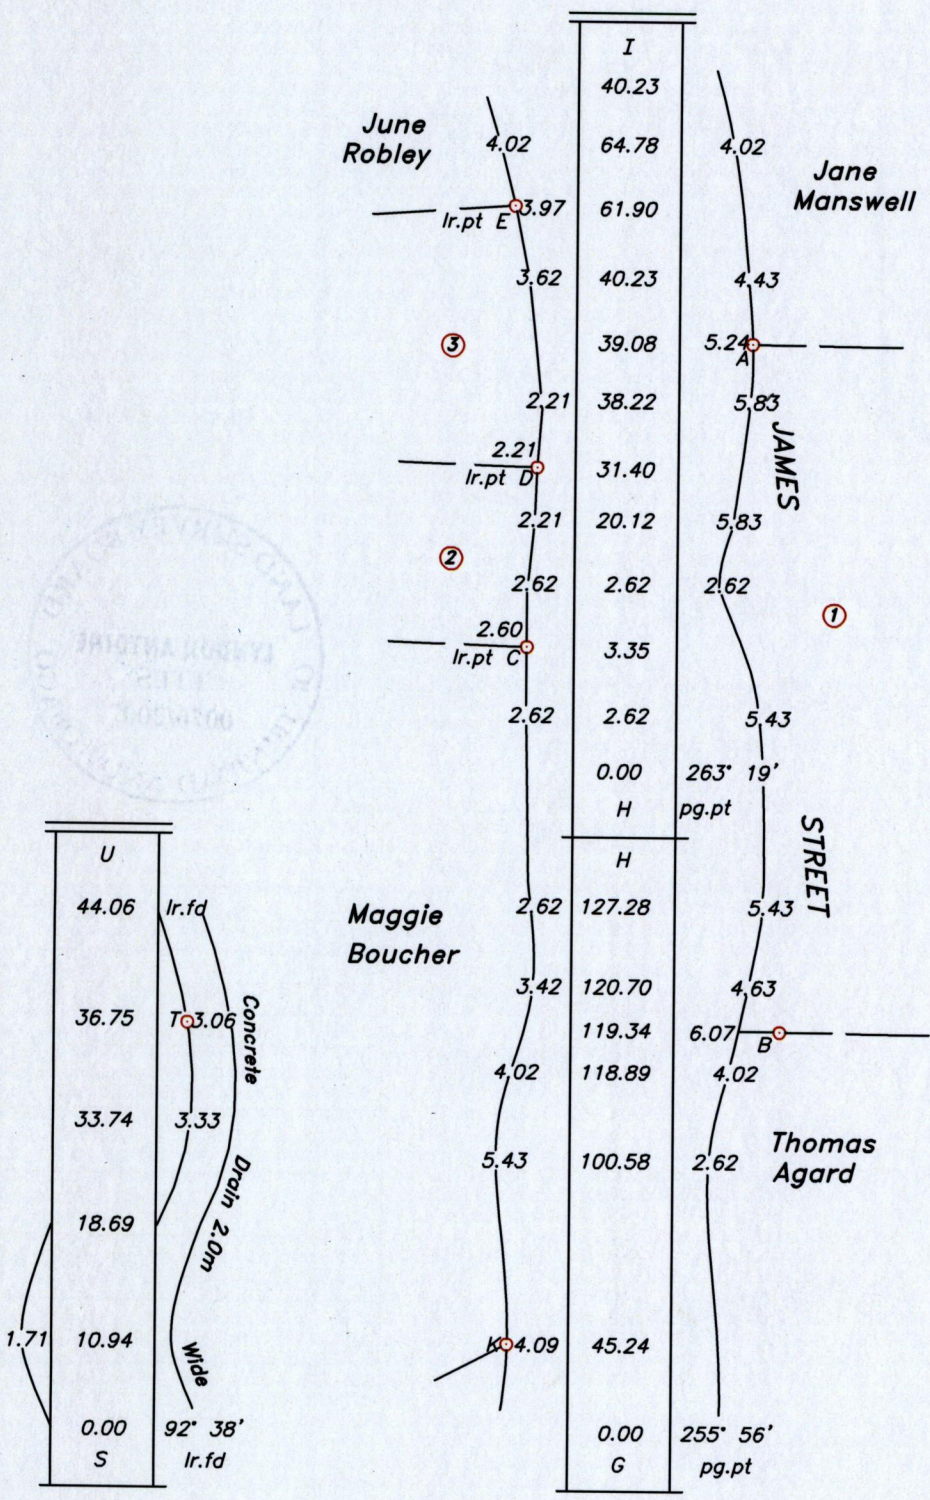 I
40.23
June
Robley
4.02 64.78 4.02
Jane
Manswell
Ir.pt E 3.97 61.90
3.62 40.23 4.43
3 39.08 5.24
A
2.21 38.22 5.83
JAMES
2.21
Ir.pt D 31.40
2.21 20.12 5.83
2
2.62 2.62 2.62
1
2.60
Ir.pt C 3.35
2.62 2.62 5.43
0.00 263° 19'
H pg.pt
STREET
H
Maggie
Boucher
2.62 127.28 5.43
3.42 120.70 4.63
119.34 6.07 B
4.02 118.89 4.02
Thomas
Agard
5.43 100.58 2.62
K 4.09 45.24
0.00 255° 56'
G pg.pt
U
44.06 Ir.fd
36.75 T 3.06
Concrete
33.74 3.33
Drain 2.0m
18.69
1.71 10.94
Wide
0.00 92° 38'
S Ir.fd
LYNDON ANTOINE